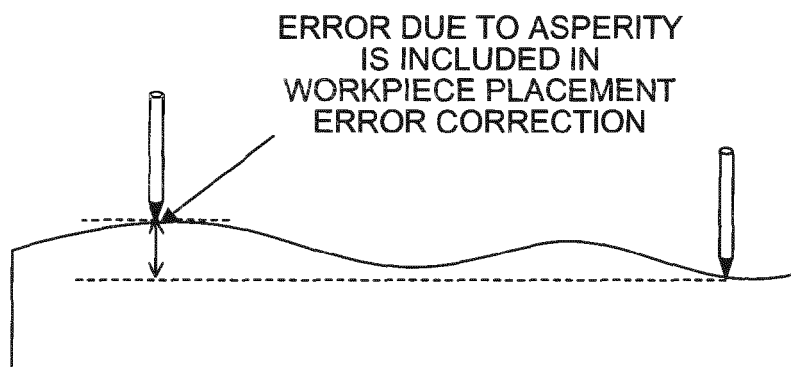 ERROR DUE TO ASPERITY
IS INCLUDED IN
WORKPIECE PLACEMENT
ERROR CORRECTION